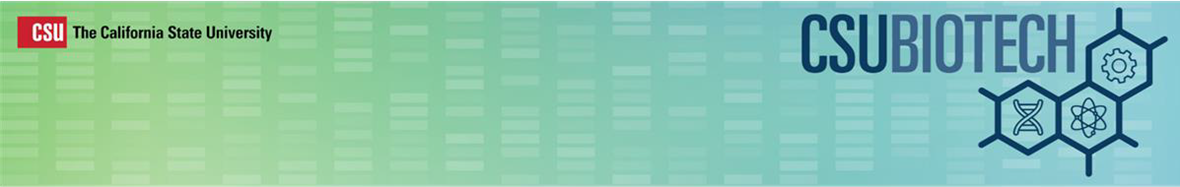 CSU The California State University
CSUBIOTECH